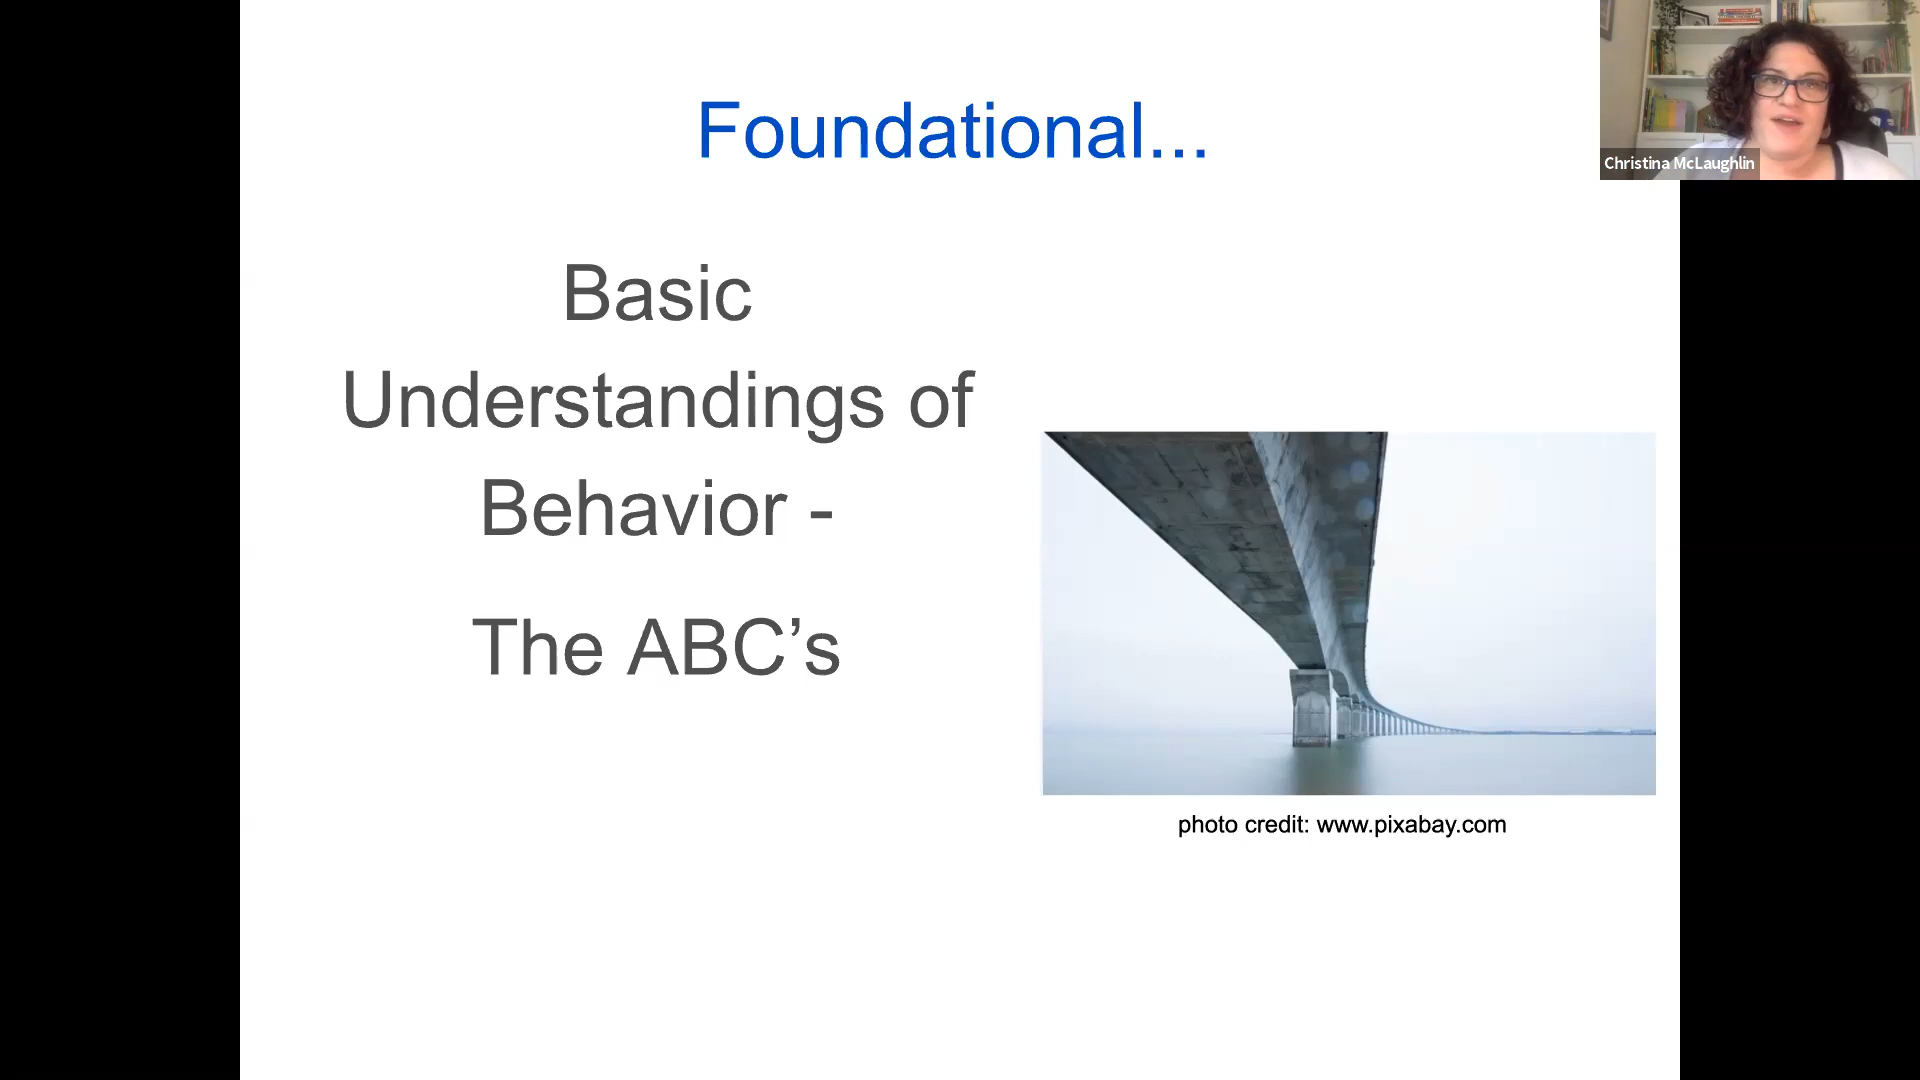 Foundational...
Christina McLaughlin
Basic
Understandings of
Behavior -
The ABC’s
photo credit: www.pixabay.com